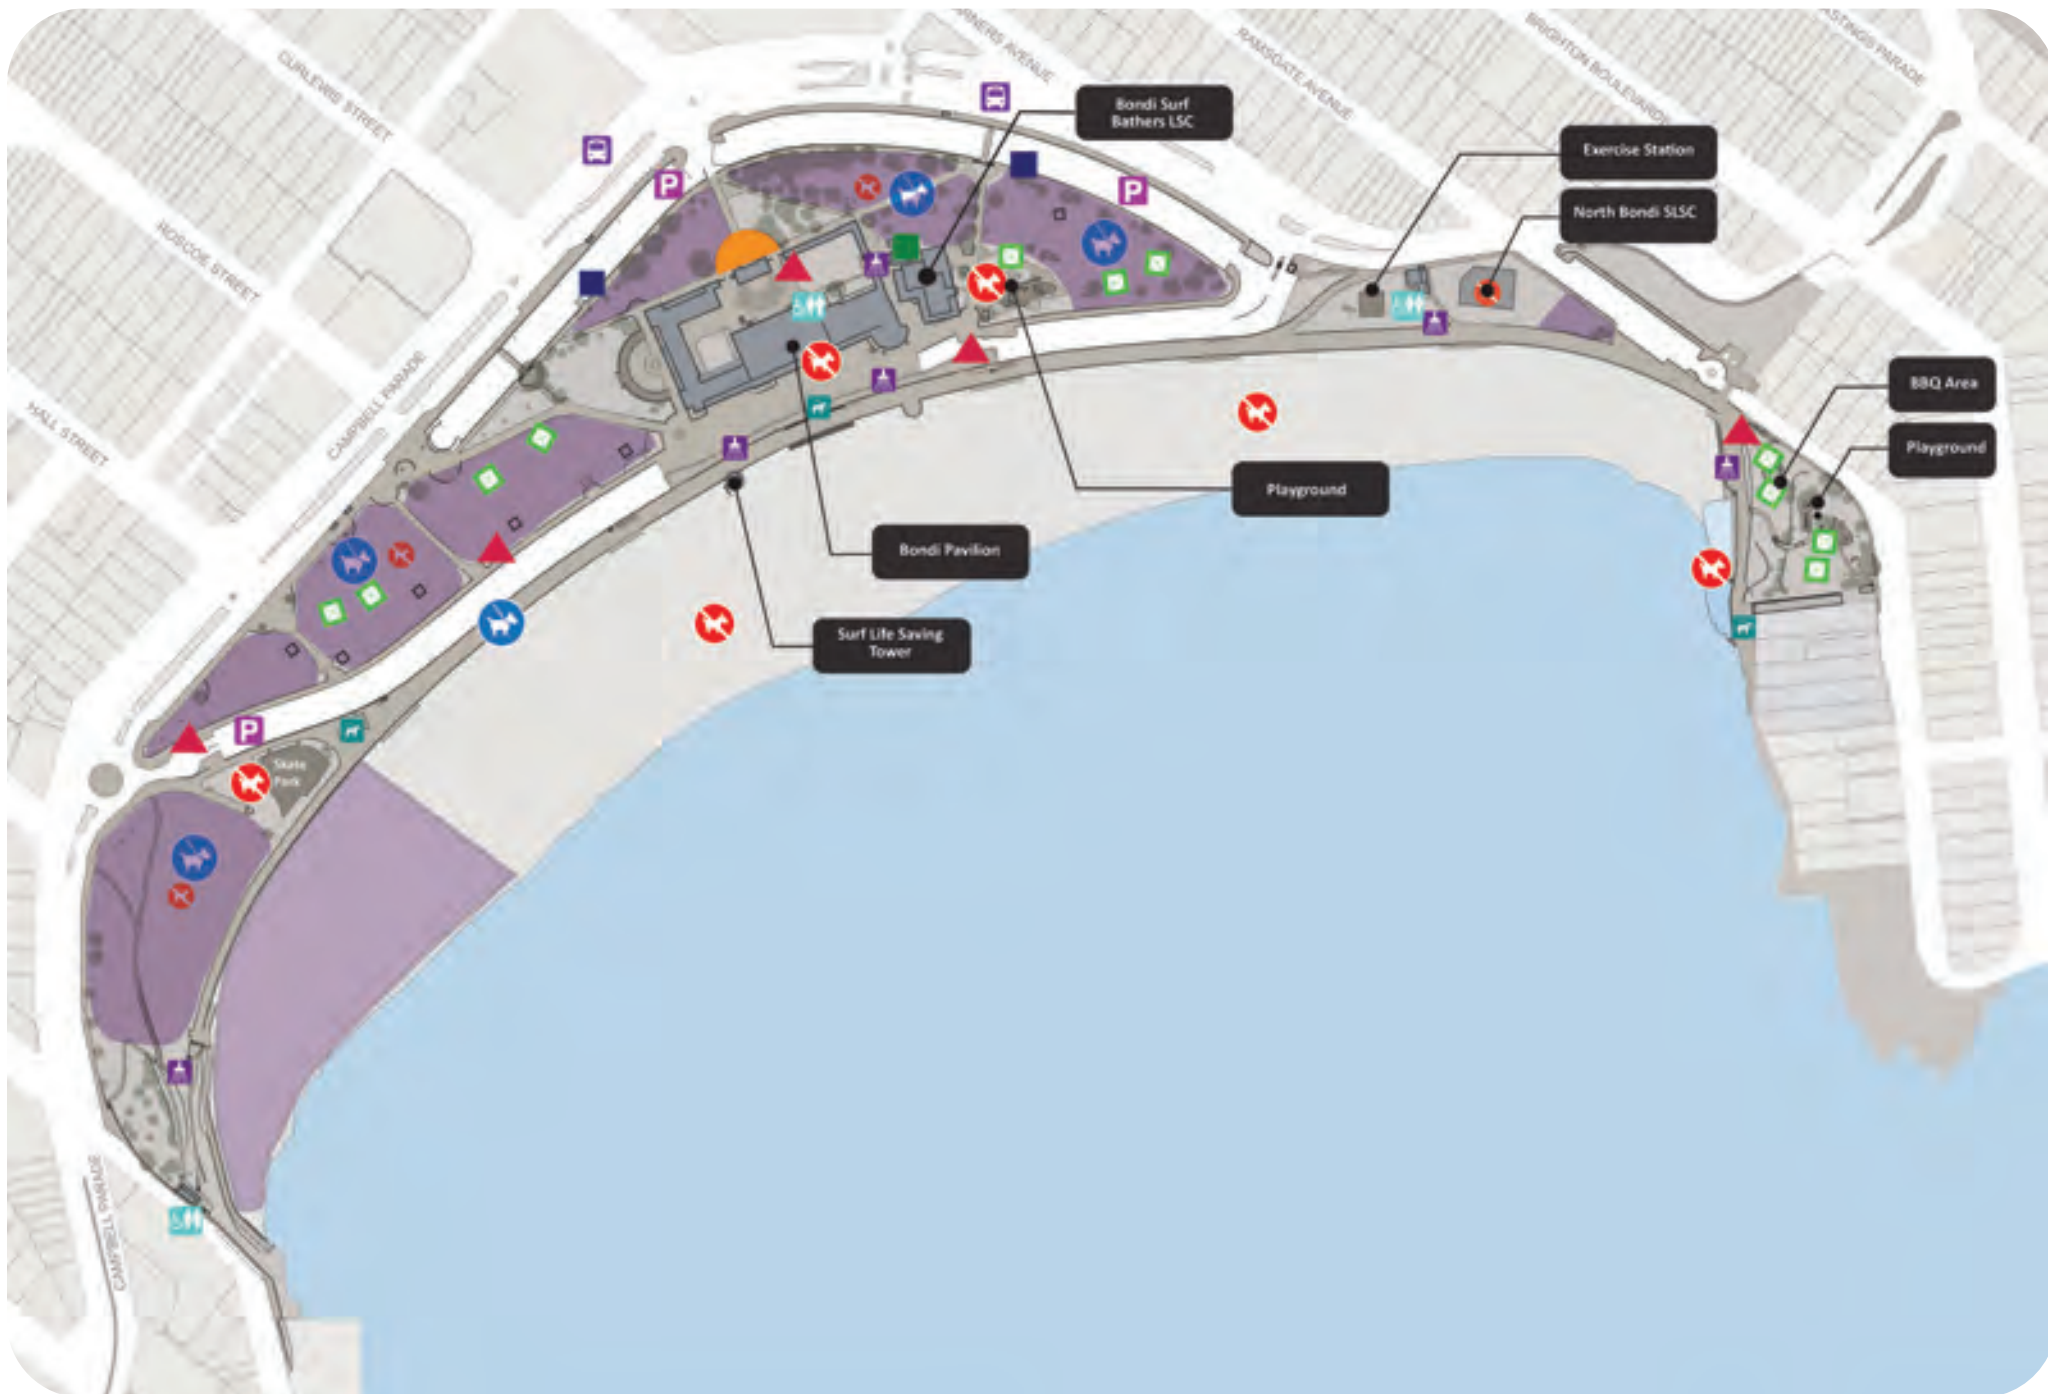 CURLEWIS STREET
RAMSGATE AVENUE
BRIGHTON BOULEVARD
ROSCOE STREET
HALL STREET
CAMPBELL PARADE
P
Bondi Surf
Bathers LSC
P
Exercise Station
North Bondi SLSC
BBQ Area
Playground
Playground
Bondi Pavilion
Surf Life Saving
Tower
P
Skate
Park
CAMPBELL PARADE